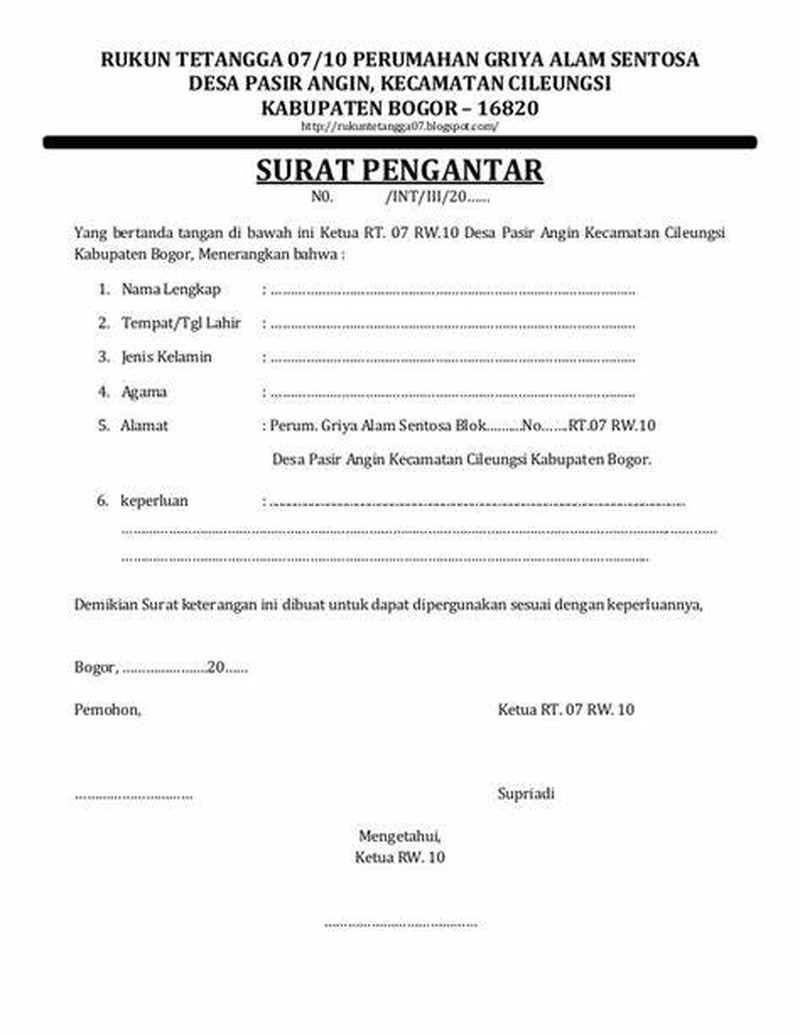 RUKUN TETANGGA 07/10 PERUMAHAN GRIYA ALAM SENTOSA
DESA PASIR ANGIN, KECAMATAN CILEUNGSI
KABUPATEN BOGOR – 16820
http://rukuntetangga07.blogspot.com/
SURAT PENGANTAR
N0. /INT/III/20......
Yang bertanda tangan di bawah ini Ketua RT. 07 RW.10 Desa Pasir Angin Kecamatan Cileungsi
Kabupaten Bogor, Menerangkan bahwa :
1. Nama Lengkap : ..........................................................................................
2. Tempat/Tgl Lahir : ..........................................................................................
3. Jenis Kelamin : ..........................................................................................
4. Agama : ..........................................................................................
5. Alamat : Perum. Griya Alam Sentosa Blok..........No.......RT.07 RW.10
Desa Pasir Angin Kecamatan Cileungsi Kabupaten Bogor.
6. keperluan : ..........................................................................................
..........................................................................................
..........................................................................................
Demikian Surat keterangan ini dibuat untuk dapat dipergunakan sesuai dengan keperluannya,
Bogor, ......................20......
Pemohon, Ketua RT. 07 RW. 10
.............................. Supriadi
Mengetahui,
Ketua RW. 10
......................................